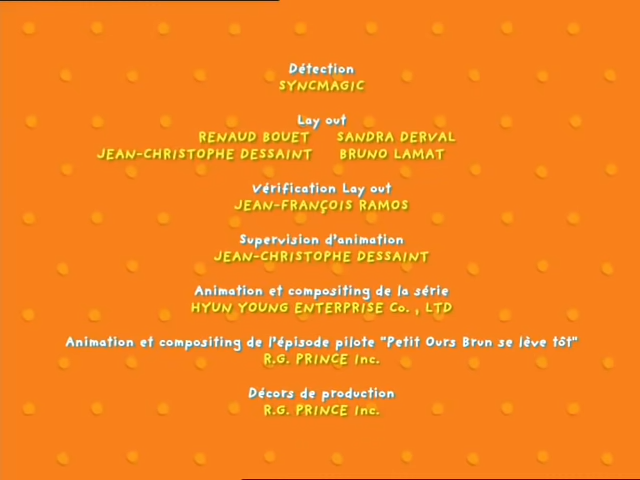 Détection
SYNCMAGIC
Lay out
RENAUD BOUET SANDRA DERVAL
JEAN-CHRISTOPHE DESSAINT BRUNO LAMAT
Vérification Lay out
JEAN-FRANÇOIS RAMOS
Supervision d'animation
JEAN-CHRISTOPHE DESSAINT
Animation et compositing de la série
HYUN YOUNG ENTERPRISE Co. , LTD
Animation et compositing de l'épisode pilote "Petit Ours Brun se lève tôt"
R.G. PRINCE Inc.
Décors de production
R.G. PRINCE Inc.